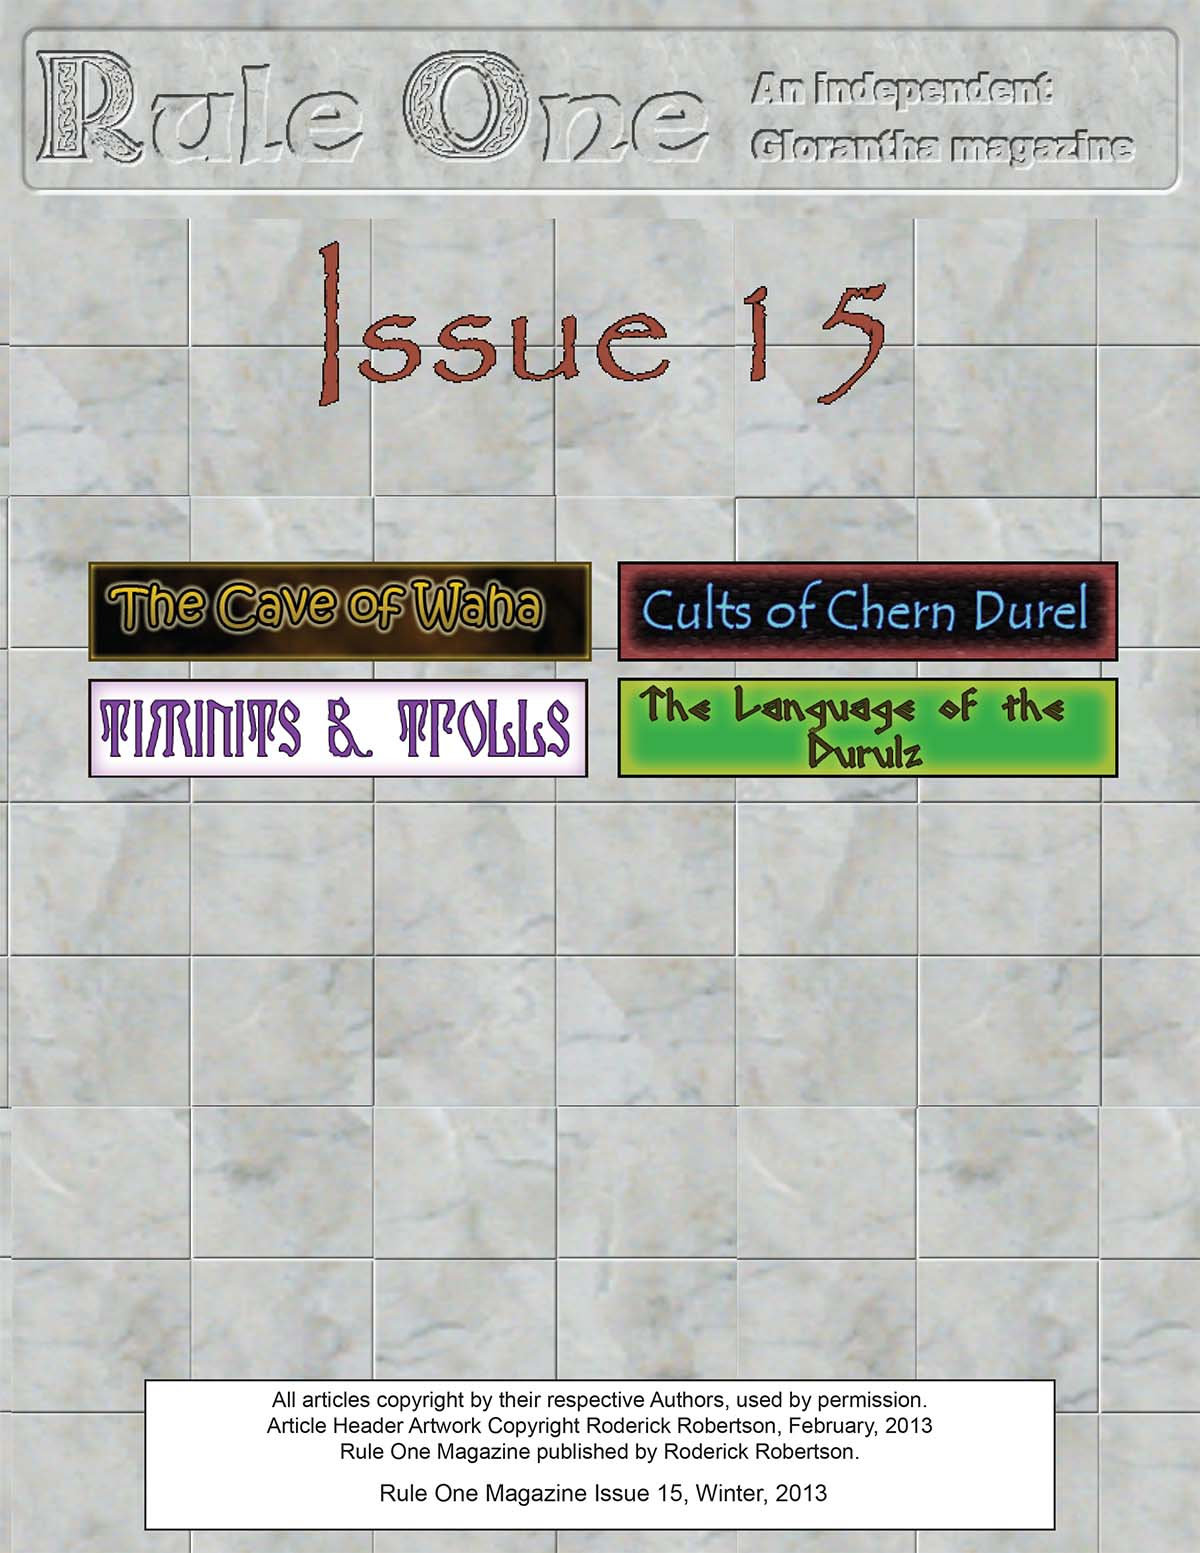 Rule One
An independent
Glorantha magazine
Issue 15
The Cave of Waha
Cults of Chern Durel
TIMINITS & TROLLS
The Language of the
Durulz
All articles copyright by their respective Authors, used by permission.
Article Header Artwork Copyright Roderick Robertson, February, 2013
Rule One Magazine published by Roderick Robertson.
Rule One Magazine Issue 15, Winter, 2013